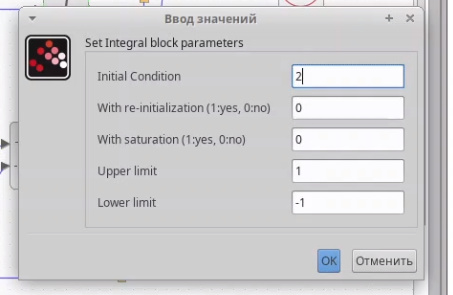 Ввод значений
Set Integral block parameters
Initial Condition 2
With re-initialization (1:yes, 0:no) 0
With saturation (1:yes, 0:no) 0
Upper limit 1
Lower limit -1
OK Отменить